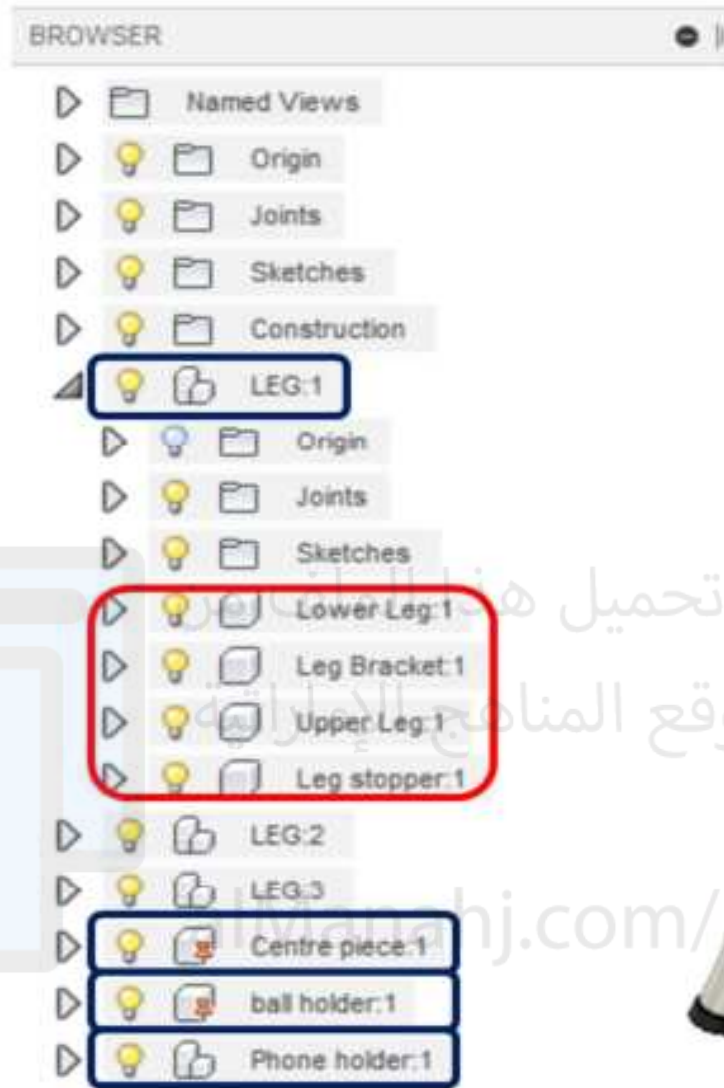 BROWSER
Named Views
Origin
Joints
Sketches
Construction
LEG:1
Origin
Joints
Sketches
Lower Leg:1
تحميل هذا الملف من
Leg Bracket:1
Upper Leg:1
موقع المناهج الإماراتية
Leg stopper:1
LEG:2
LEG:3
almanahj.com/
Centre piece:1
ball holder:1
Phone holder:1